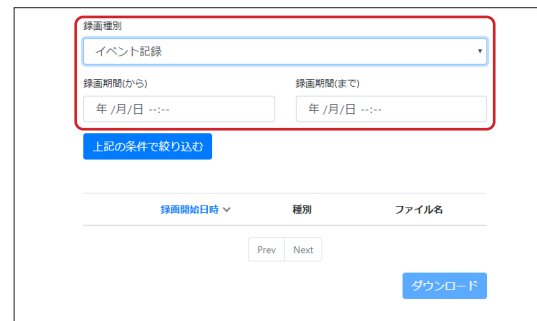 録画種別
イベント記録
録画期間(から) 録画期間(まで)
年 /月/日 --:-- 年 /月/日 --:--
上記の条件で絞り込む
録画開始日時 種別 ファイル名
Prev Next
ダウンロード